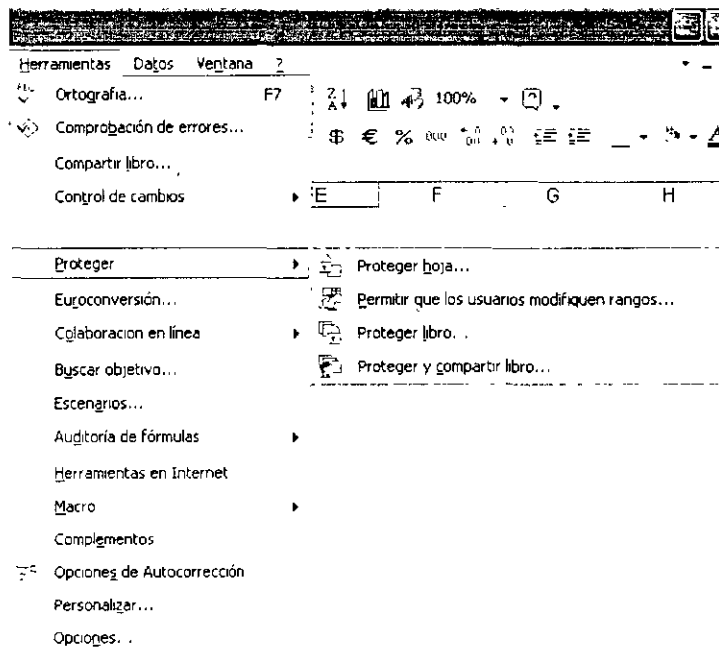 Herramientas Datos Ventana ?
Ortografía... F7
100%
Comprobación de errores...
$ € % 000
Compartir libro...
Control de cambios
E F G H
Proteger
Proteger hoja...
Permitir que los usuarios modifiquen rangos...
Proteger libro. .
Proteger y compartir libro...
Euroconversión...
Colaboracion en línea
Buscar objetivo...
Escenarios...
Auditoría de fórmulas
Herramientas en Internet
Macro
Complementos
Opciones de Autocorrección
Personalizar...
Opciones. .